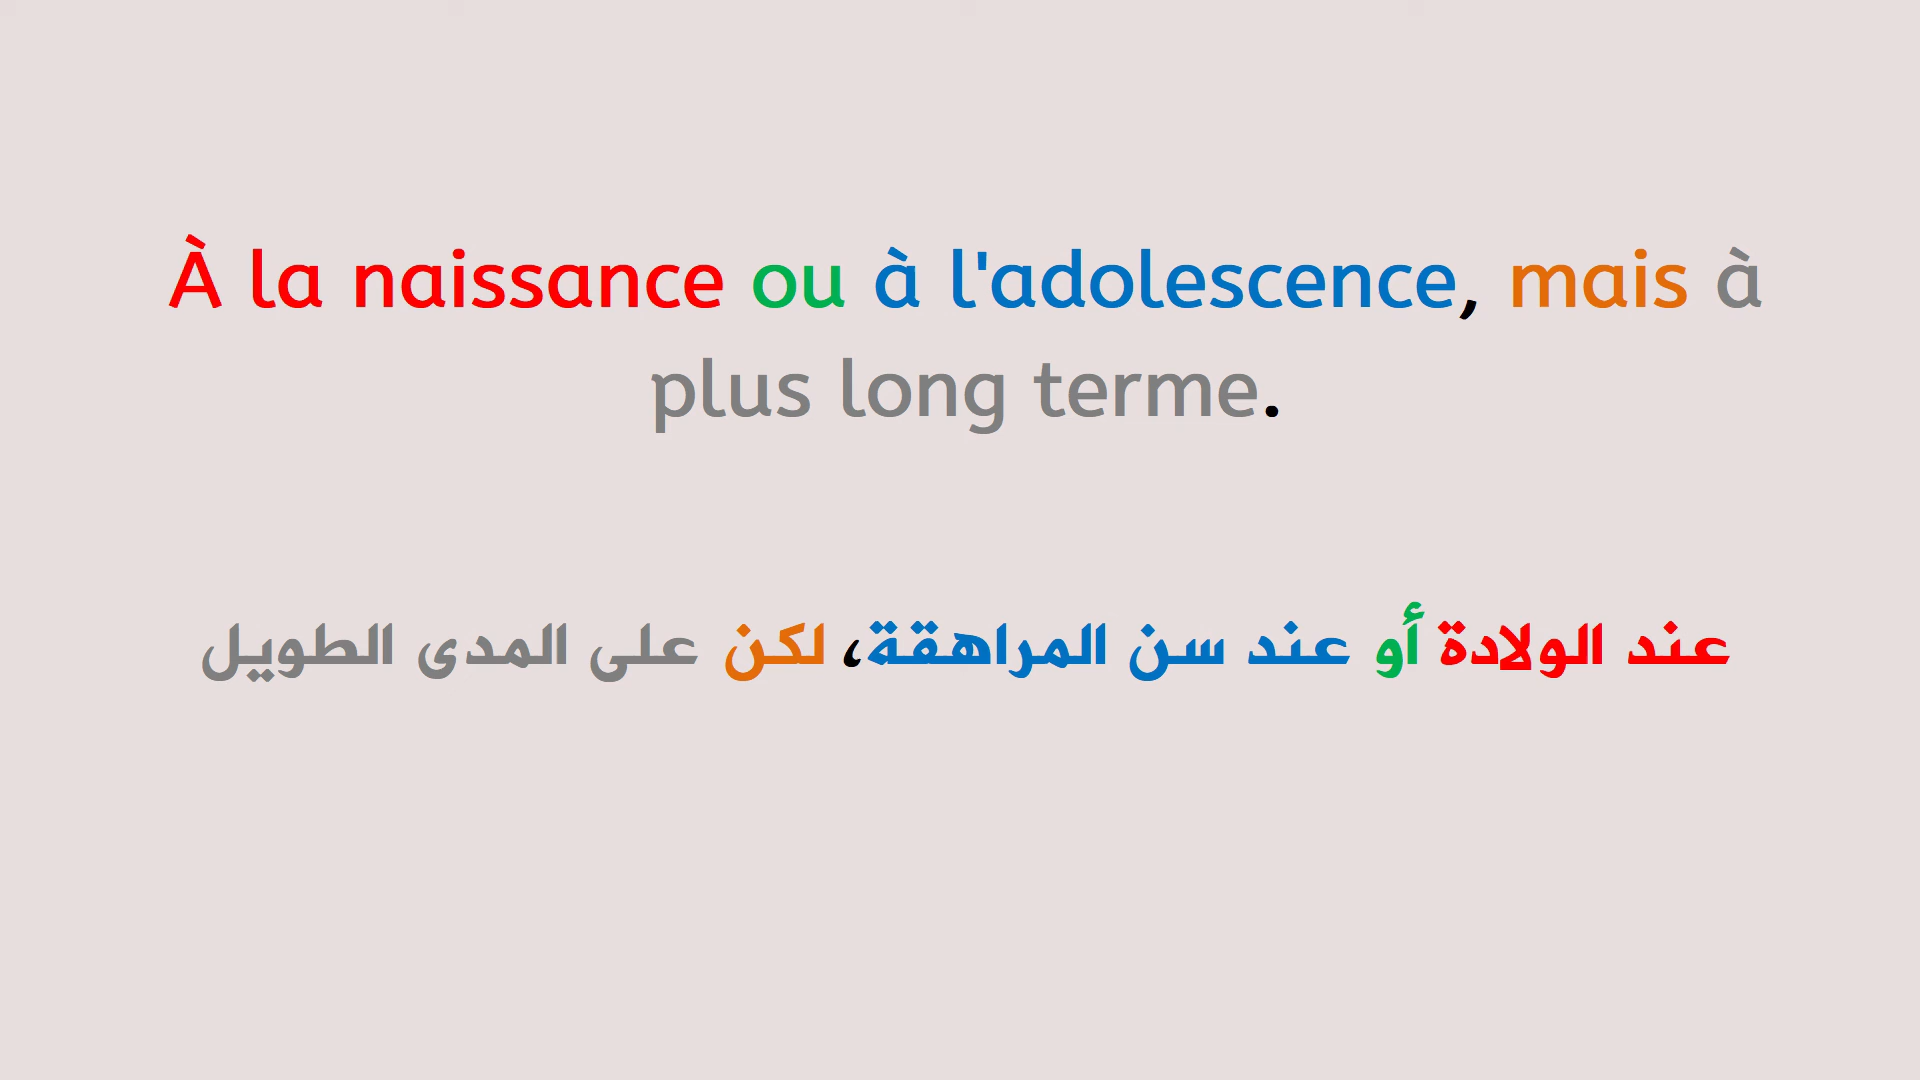 À la naissance ou à l'adolescence, mais à
plus long terme.
عند الولادة أو عند سن المراهقة، لكن على المدى الطويل